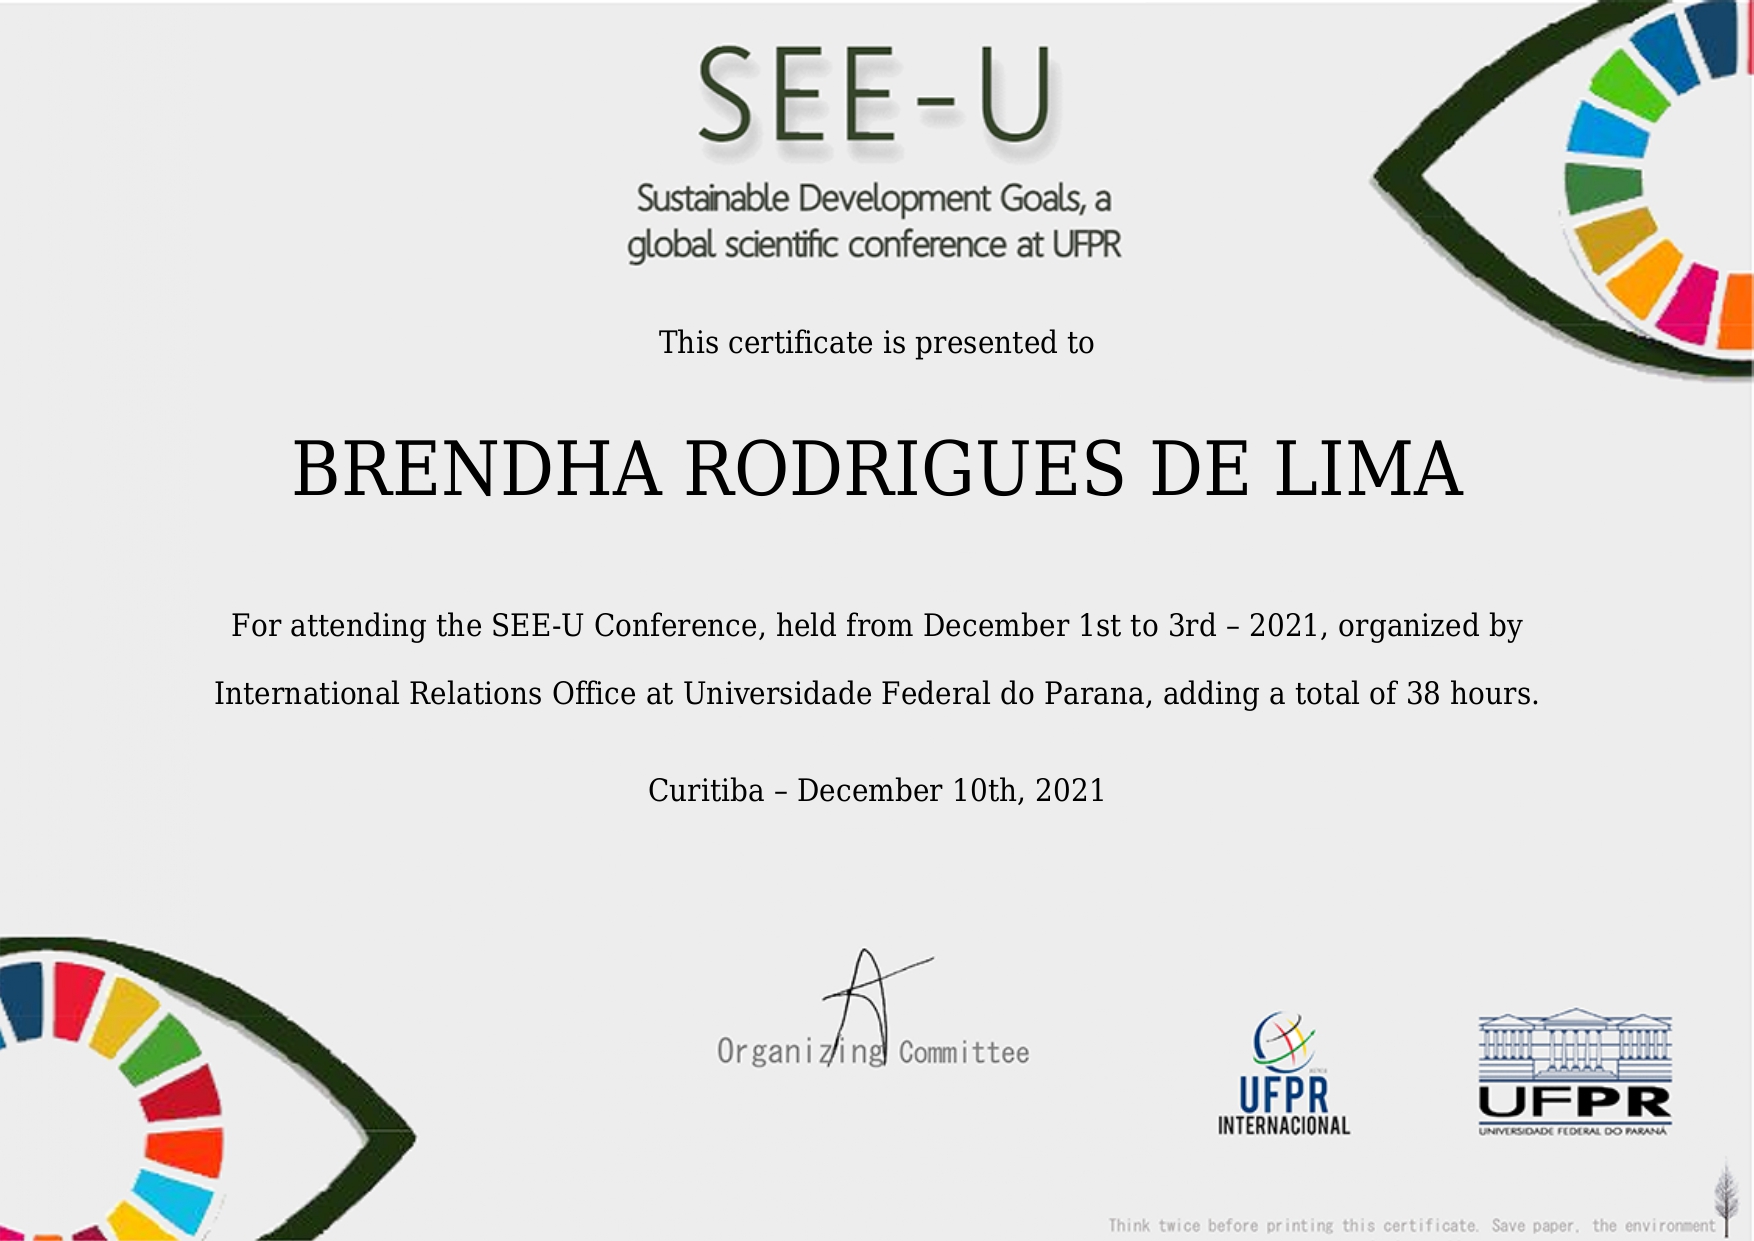 SEE-U
Sustainable Development Goals, a
global scientific conference at UFPR
This certificate is presented to
BRENDHA RODRIGUES DE LIMA
For attending the SEE-U Conference, held from December 1st to 3rd – 2021, organized by
International Relations Office at Universidade Federal do Parana, adding a total of 38 hours.
Curitiba – December 10th, 2021
Organizing Committee
UFPR
INTERNACIONAL
UFPR
UNIVERSIDADE FEDERAL DO PARANÁ
Think twice before printing this certificate. Save paper, the environment